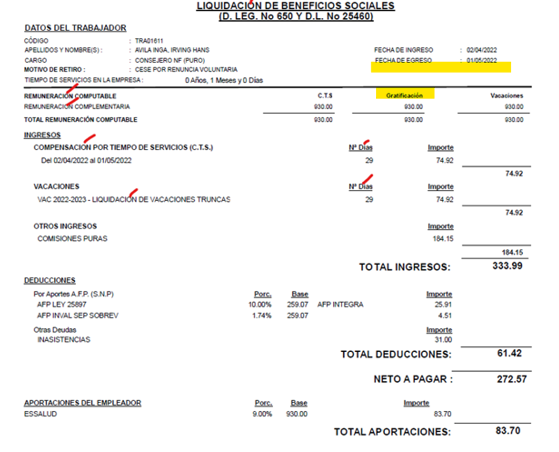 LIQUIDACIÓN DE BENEFICIOS SOCIALES
(D. LEG. No 650 Y D.L. No 25460)
DATOS DEL TRABAJADOR
CÓDIGO : TRA01611
APELLIDOS Y NOMBRE(S) : AVILA INGA, IRVING HANS FECHA DE INGRESO : 02/04/2022
CARGO : CONSEJERO NF (PURO) FECHA DE EGRESO : 01/05/2022
MOTIVO DE RETIRO : CESE POR RENUNCIA VOLUNTARIA
TIEMPO DE SERVICIOS EN LA EMPRESA : 0 Años, 1 Meses y 0 Días
REMUNERACIÓN COMPUTABLE C.T.S Gratificación Vacaciones
REMUNERACIÓN COMPLEMENTARIA 930.00 930.00 930.00
TOTAL REMUNERACIÓN COMPUTABLE 930.00 930.00 930.00
INGRESOS
COMPENSACIÓN POR TIEMPO DE SERVICIOS (C.T.S.) Nº Días Importe
Del 02/04/2022 al 01/05/2022 29 74.92
74.92
VACACIONES Nº Días Importe
VAC 2022-2023 - LIQUIDACIÓN DE VACACIONES TRUNCAS 29 74.92
74.92
OTROS INGRESOS Importe
COMISIONES PURAS 184.15
184.15
TOTAL INGRESOS: 333.99
DEDUCCIONES
Por Aportes A.F.P. (S.N.P) Porc. Base Importe
AFP LEY 25897 10.00% 259.07 AFP INTEGRA 25.91
AFP INVAL SEP SOBREV 1.74% 259.07 4.51
Otras Deudas Importe
INASISTENCIAS 31.00
TOTAL DEDUCCIONES: 61.42
NETO A PAGAR : 272.57
APORTACIONES DEL EMPLEADOR Porc. Base Importe
ESSALUD 9.00% 930.00 83.70
TOTAL APORTACIONES: 83.70